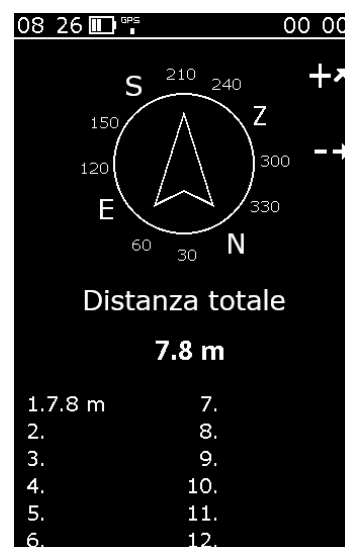 08 26 GPS 00 00
S 210 240
150 Z
120 300
E 330
60 30 N
Distanza totale
7.8 m
1.7.8 m 7.
2. 8.
3. 9.
4. 10.
5. 11.
6. 12.